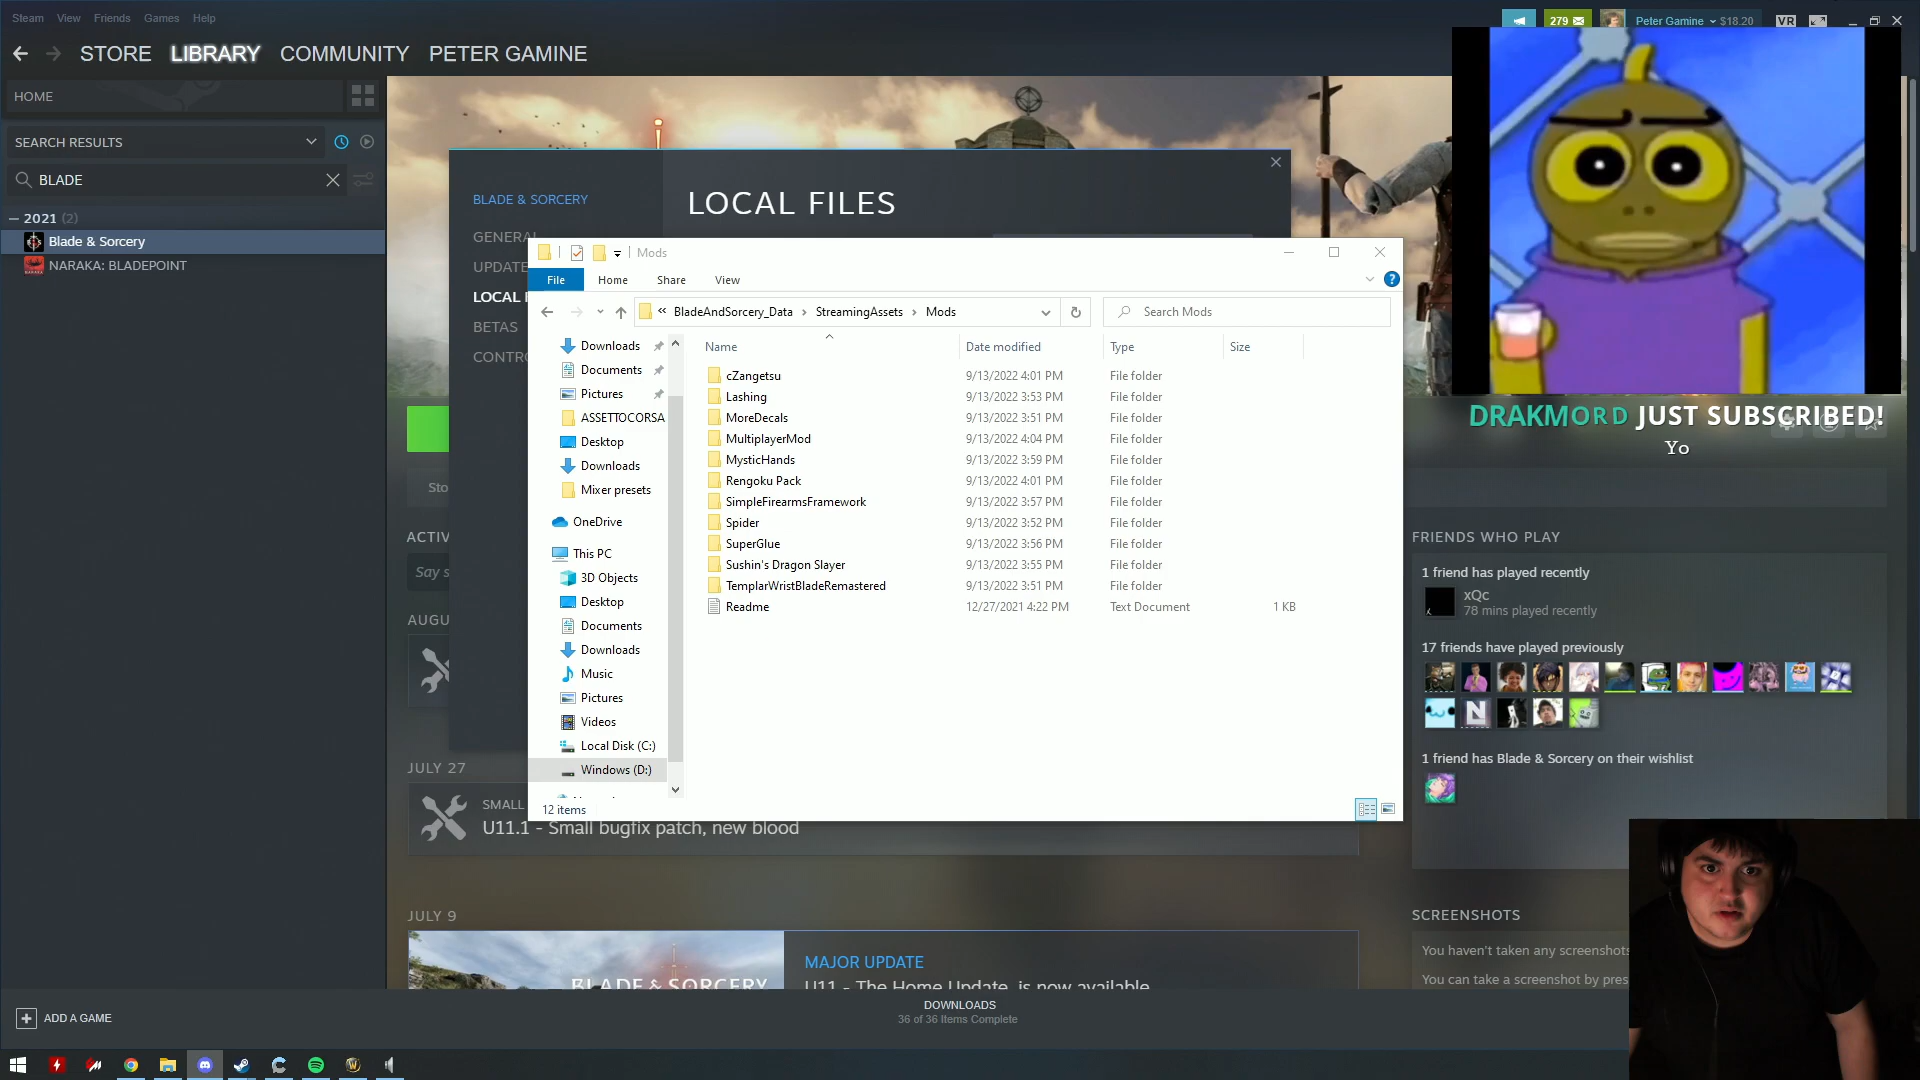 Steam View Friends Games Help
279
Peter Gamine $18.20
VR
STORE LIBRARY COMMUNITY PETER GAMINE
HOME
SEARCH RESULTS
BLADE
2021 (2)
Blade & Sorcery
NARAKA: BLADEPOINT
BLADE & SORCERY
GENERAL
UPDATE
LOCAL F
BETAS
CONTRO
LOCAL FILES
Mods
File Home Share View
BladeAndSorcery_Data StreamingAssets Mods
Search Mods
Downloads
Documents
Pictures
ASSETTOCORSA
Desktop
Downloads
Mixer presets
OneDrive
This PC
3D Objects
Desktop
Documents
Downloads
Music
Pictures
Videos
Local Disk (C:)
Windows (D:)
Name Date modified Type Size
cZangetsu 9/13/2022 4:01 PM File folder
Lashing 9/13/2022 3:53 PM File folder
MoreDecals 9/13/2022 3:51 PM File folder
MultiplayerMod 9/13/2022 4:04 PM File folder
MysticHands 9/13/2022 3:59 PM File folder
Rengoku Pack 9/13/2022 4:01 PM File folder
SimpleFirearmsFramework 9/13/2022 3:57 PM File folder
Spider 9/13/2022 3:52 PM File folder
SuperGlue 9/13/2022 3:56 PM File folder
Sushin's Dragon Slayer 9/13/2022 3:55 PM File folder
TemplarWristBladeRemastered 9/13/2022 3:51 PM File folder
Readme 12/27/2021 4:22 PM Text Document 1 KB
12 items
DRAKMORD JUST SUBSCRIBED!
Yo
Sto
ACTIV
Say s
AUGU
JULY 27
SMALL
U11.1 - Small bugfix patch, new blood
JULY 9
BLADE & SORCERY
MAJOR UPDATE
U11 - The Home Update, is now available
FRIENDS WHO PLAY
1 friend has played recently
xQc
78 mins played recently
17 friends have played previously
1 friend has Blade & Sorcery on their wishlist
SCREENSHOTS
You haven't taken any screenshots
You can take a screenshot by pres
ADD A GAME
DOWNLOADS
36 of 36 Items Complete